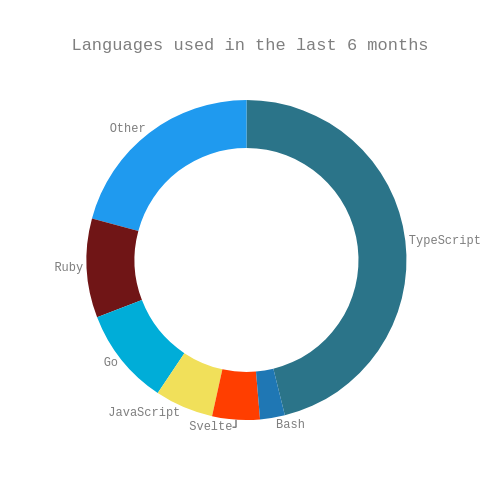 Languages used in the last 6 months
Other
TypeScript
Ruby
Go
JavaScript
Svelte
Bash